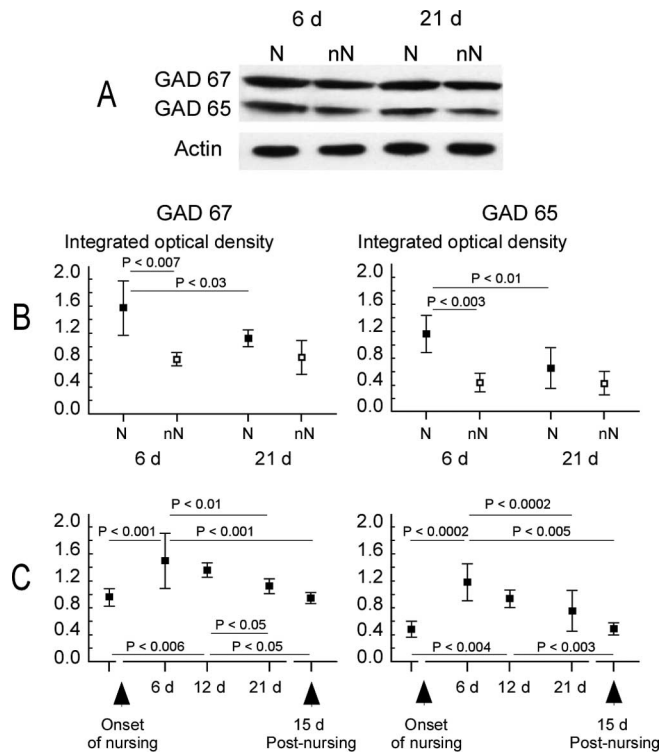 6 d 21 d
N nN N nN
A
GAD 67
GAD 65
Actin
GAD 67 GAD 65
Integrated optical density Integrated optical density
B
2.0 1.6 1.2 0.8 0.4 0.0
P < 0.007
P < 0.03
N nN N nN
6 d 21 d
2.0 1.6 1.2 0.8 0.4 0.0
P < 0.01
P < 0.003
N nN N nN
6 d 21 d
C
2.0 1.6 1.2 0.8 0.4 0.0
P < 0.01
P < 0.001 P < 0.001
P < 0.05
P < 0.006 P < 0.05
6 d 12 d 21 d
Onset of nursing
15 d Post-nursing
2.0 1.6 1.2 0.8 0.4 0.0
P < 0.0002
P < 0.0002 P < 0.005
P < 0.004 P < 0.003
6 d 12 d 21 d
Onset of nursing
15 d Post-nursing